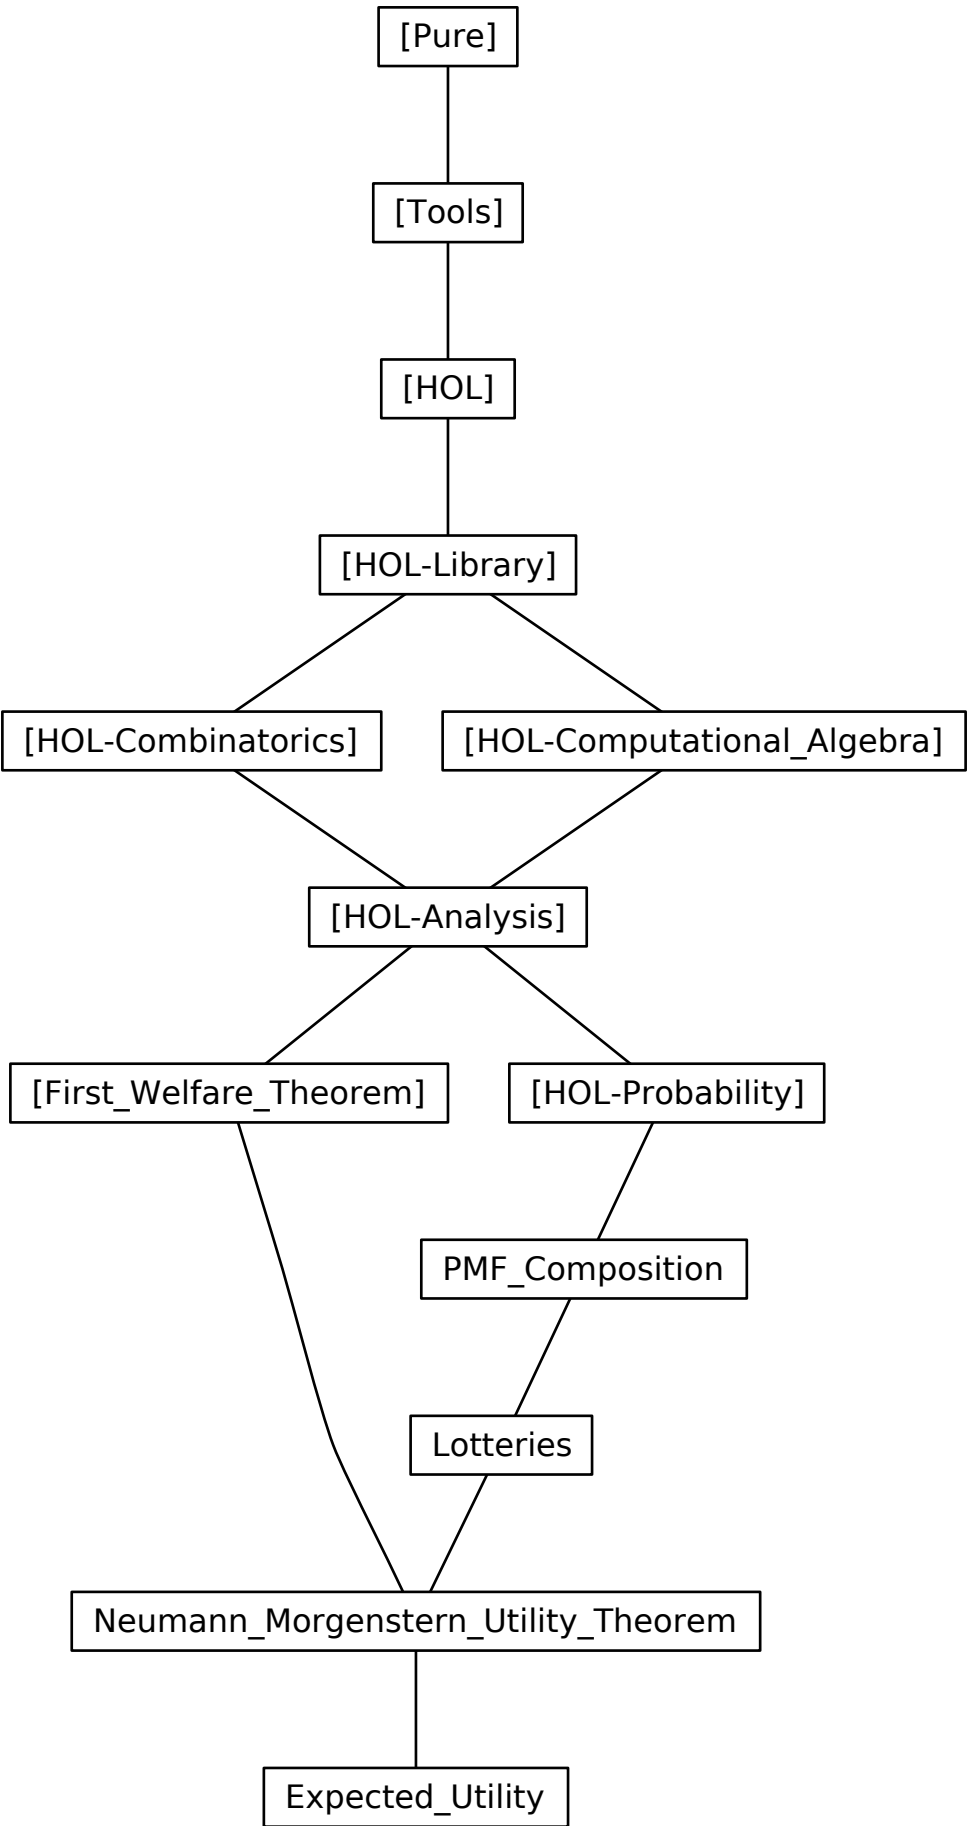 [Pure]
[Tools]
[HOL]
[HOL-Library]
[HOL-Combinatorics]
[HOL-Computational_Algebra]
[HOL-Analysis]
[First_Welfare_Theorem]
[HOL-Probability]
PMF_Composition
Lotteries
Neumann_Morgenstern_Utility_Theorem
Expected_Utility